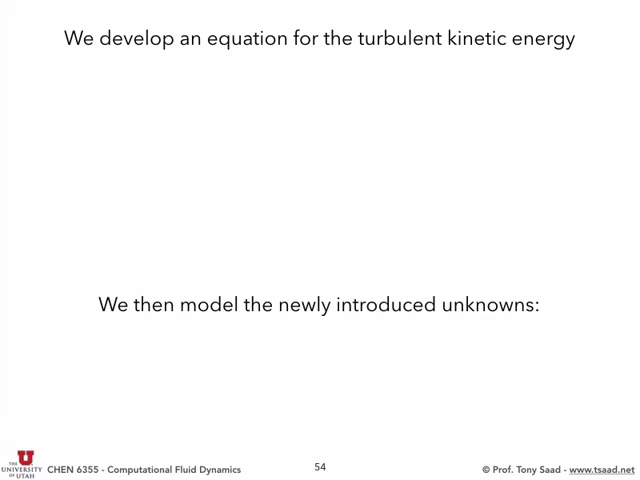 We develop an equation for the turbulent kinetic energy
We then model the newly introduced unknowns:
THE
UNIVERSITY
OF UTAH
CHEN 6355 - Computational Fluid Dynamics
54
© Prof. Tony Saad - www.tsaad.net